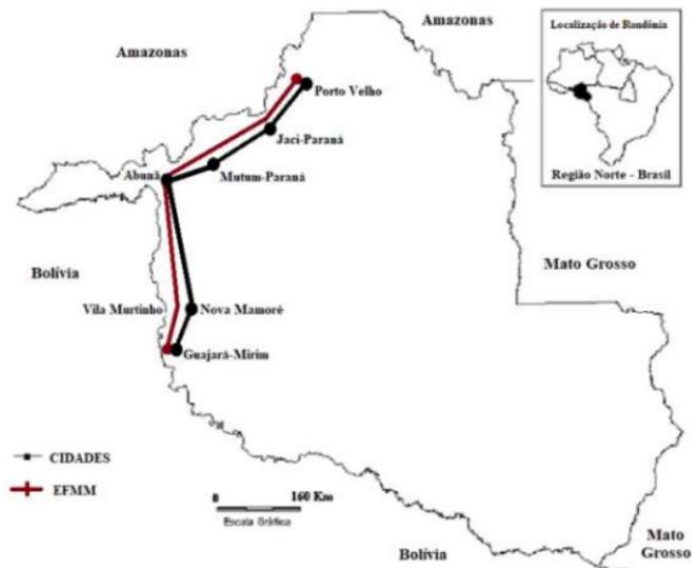 Amazonas
Localização de Rondônia
Amazonas
Porto Velho
Jaci-Paraná
Abunã
Mutum-Paraná
Região Norte - Brasil
Mato Grosso
Bolívia
Vila Murtinho
Nova Mamoré
Guajará-Mirim
CIDADES
EFMM
0 160 Km
Escala Gráfica
Mato
Grosso
Bolívia